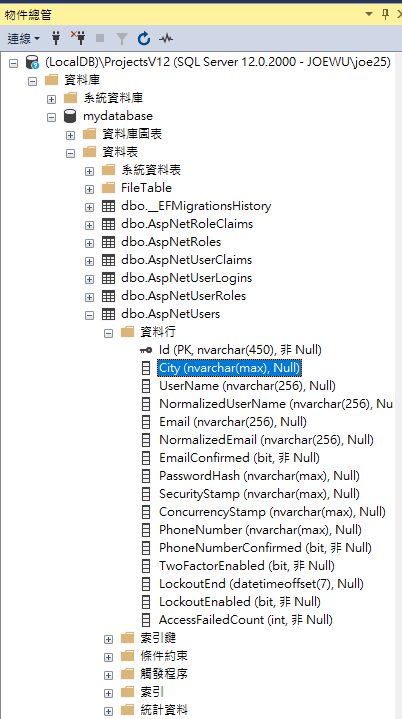 物件總管
連線
(LocalDB)\ProjectsV12 (SQL Server 12.0.2000 - JOEWU\joe25)
資料庫
系統資料庫
mydatabase
資料庫圖表
資料表
系統資料表
FileTable
dbo.__EFMigrationsHistory
dbo.AspNetRoleClaims
dbo.AspNetRoles
dbo.AspNetUserClaims
dbo.AspNetUserLogins
dbo.AspNetUserRoles
dbo.AspNetUsers
資料行
Id (PK, nvarchar(450), 非 Null)
City (nvarchar(max), Null)
UserName (nvarchar(256), Null)
NormalizedUserName (nvarchar(256), Nu
Email (nvarchar(256), Null)
NormalizedEmail (nvarchar(256), Null)
EmailConfirmed (bit, 非 Null)
PasswordHash (nvarchar(max), Null)
SecurityStamp (nvarchar(max), Null)
ConcurrencyStamp (nvarchar(max), Null)
PhoneNumber (nvarchar(max), Null)
PhoneNumberConfirmed (bit, 非 Null)
TwoFactorEnabled (bit, 非 Null)
LockoutEnd (datetimeoffset(7), Null)
LockoutEnabled (bit, 非 Null)
AccessFailedCount (int, 非 Null)
索引鍵
條件約束
觸發程序
索引
統計資料